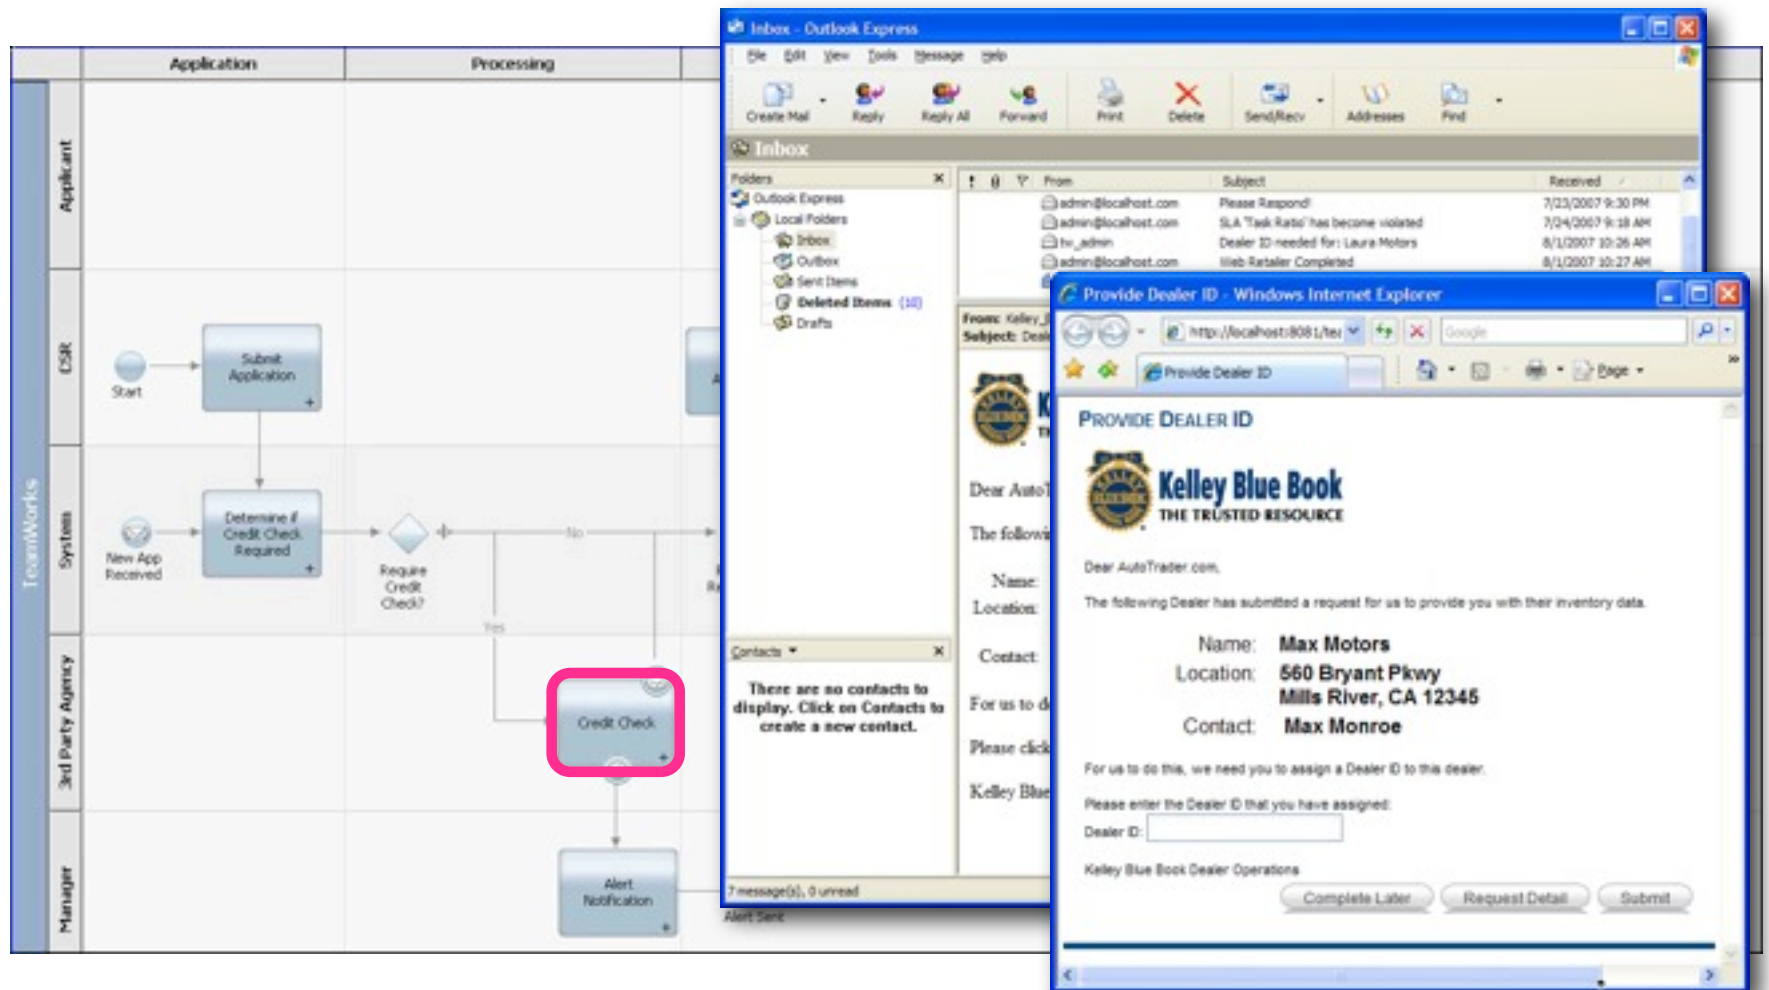 Application
Processing
TeamWorks
Applicant
CSR
System
3rd Party Agency
Manager
Start
Submit
Application
New App
Received
Determine if
Credit Check
Required
Require
Credit
Check?
No
Yes
Credit Check
Alert
Notification
Alert Sent
Inbox - Outlook Express
File Edit View Tools Message Help
Create Mail Reply Reply All Forward Print Delete Send/Recv Addresses Find
Inbox
Folders
Outlook Express
Local Folders
Inbox
Outbox
Sent Items
Deleted Items (10)
Drafts
Contacts
There are no contacts to
display. Click on Contacts to
create a new contact.
7 message(s), 0 unread
From Subject Received
admin@localhost.com Please Respond! 7/23/2007 9:30 PM
admin@localhost.com SLA 'Task Ratio' has become violated 7/24/2007 9:18 AM
tw_admin Dealer ID needed for: Laura Motors 8/1/2007 10:26 AM
admin@localhost.com Web Retailer Completed 8/1/2007 10:27 AM
From: Kelley_
Subject: Deal
Dear Auto
The followi
Name:
Location:
Contact:
For us to d
Please click
Kelley Blue
Provide Dealer ID - Windows Internet Explorer
http://localhost:8081/tea
Google
Provide Dealer ID
Page
PROVIDE DEALER ID
Kelley Blue Book
THE TRUSTED RESOURCE
Dear AutoTrader.com,
The following Dealer has submitted a request for us to provide you with their inventory data.
Name: Max Motors
Location: 560 Bryant Pkwy
Mills River, CA 12345
Contact: Max Monroe
For us to do this, we need you to assign a Dealer ID to this dealer.
Please enter the Dealer ID that you have assigned:
Dealer ID:
Kelley Blue Book Dealer Operations
Complete Later Request Detail Submit